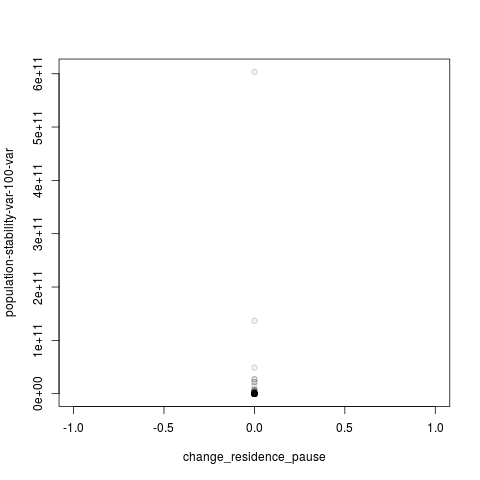 population-stability-var-100-var
6e+11
5e+11
4e+11
3e+11
2e+11
1e+11
0e+00
-1.0 -0.5 0.0 0.5 1.0
change_residence_pause